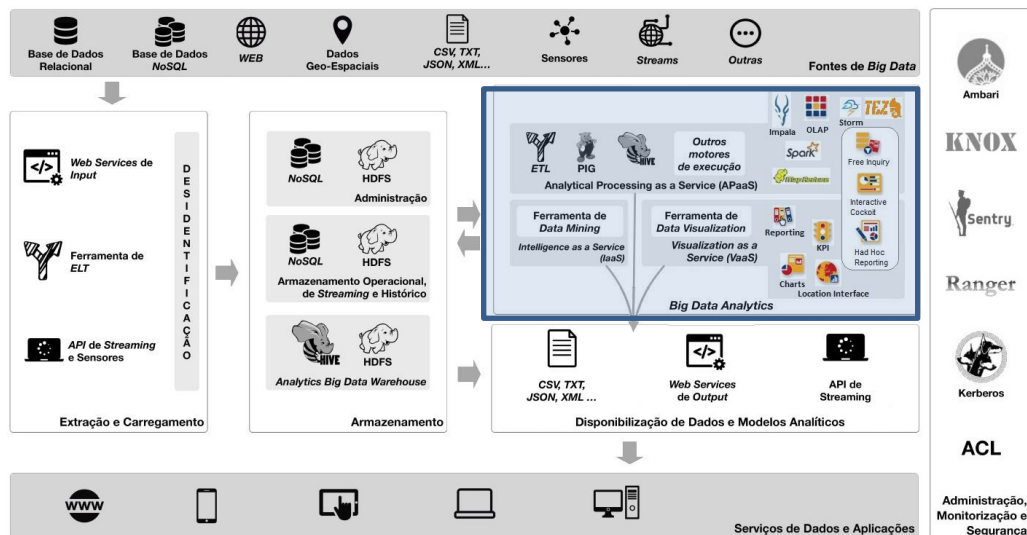 Base de Dados
Relacional
Base de Dados
NoSQL
WEB
Dados
Geo-Espaciais
CSV, TXT,
JSON, XML...
Sensores
Streams
Outras
Fontes de Big Data
Web Services de
Input
Ferramenta de
ELT
API de Streaming
e Sensores
DESIDENTIFICAÇÃO
Extração e Carregamento
NoSQL
HDFS
Administração
NoSQL
HDFS
Armazenamento Operacional,
de Streaming e Histórico
HIVE
HDFS
Analytics Big Data Warehouse
Armazenamento
ETL
PIG
HIVE
Outros
motores
de execução
Analytical Processing as a Service (APaaS)
Impala
OLAP
Storm
TEZ
Spark
Free Inquiry
Interactive
Cockoit
Had Hoc
Reporting
Ferramenta de
Data Mining
Intelligence as a Service
(IaaS)
Ferramenta de
Data Visualization
Visualization as a
Service (VaaS)
Reporting
KPI
Charts
Location Interface
Big Data Analytics
CSV, TXT,
JSON, XML ...
Web Services
de Output
API de
Streaming
Disponibilização de Dados e Modelos Analíticos
WWW
Serviços de Dados e Aplicações
Ambari
KNOX
Sentry
Ranger
Kerberos
ACL
Administração,
Monitorização e
Segurança